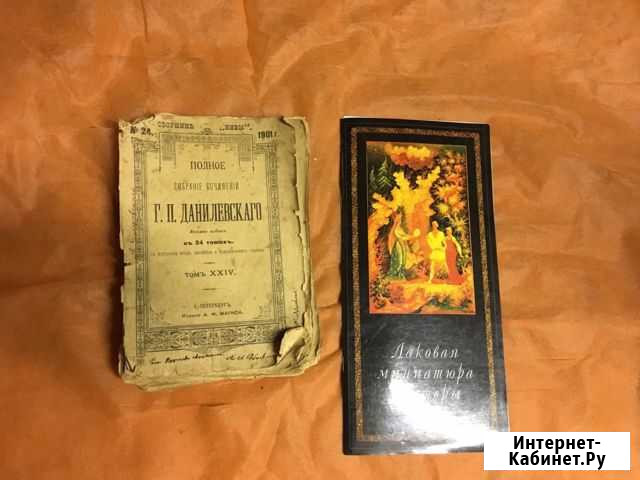 № 24. СБОРНИКЪ „НИВЫ“ 1901 г.
ПОЛНОЕ
СОБРАНІЕ СОЧИНЕНІЙ
Г. П. ДАНИЛЕВСКАГО
въ 24 томахъ.
ТОМЪ XXIV.
С.-ПЕТЕРБУРГЪ.
Изданіе А. Ф. МАРКСА.
Лаковая
миниатюра
Интернет-
Кабинет.Ру